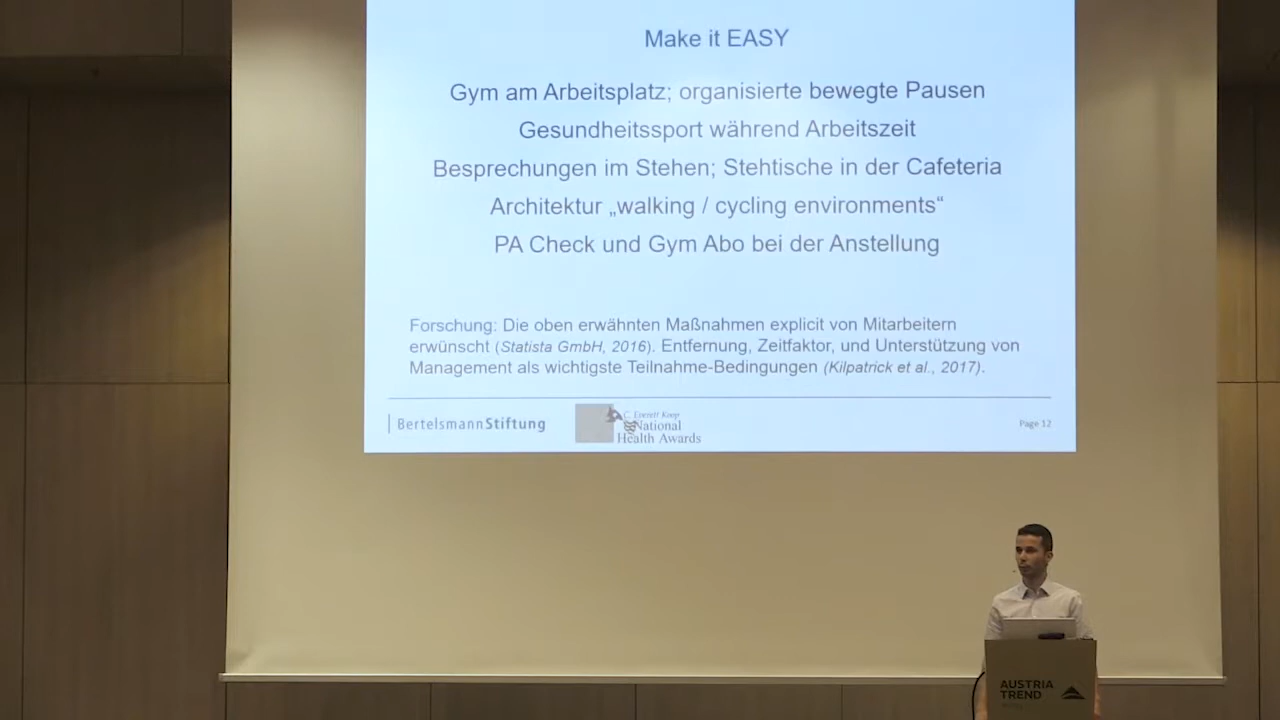 Make it EASY
Gym am Arbeitsplatz; organisierte bewegte Pausen
Gesundheitssport während Arbeitszeit
Besprechungen im Stehen; Stehtische in der Cafeteria
Architektur „walking / cycling environments“
PA Check und Gym Abo bei der Anstellung
Forschung: Die oben erwähnten Maßnahmen explicit von Mitarbeitern
erwünscht (Statista GmbH, 2016). Entfernung, Zeitfaktor, und Unterstützung von
Management als wichtigste Teilnahme-Bedingungen (Kilpatrick et al., 2017).
BertelsmannStiftung
C. Everett Koop
National
Health Awards
Page 12
AUSTRIA
TREND